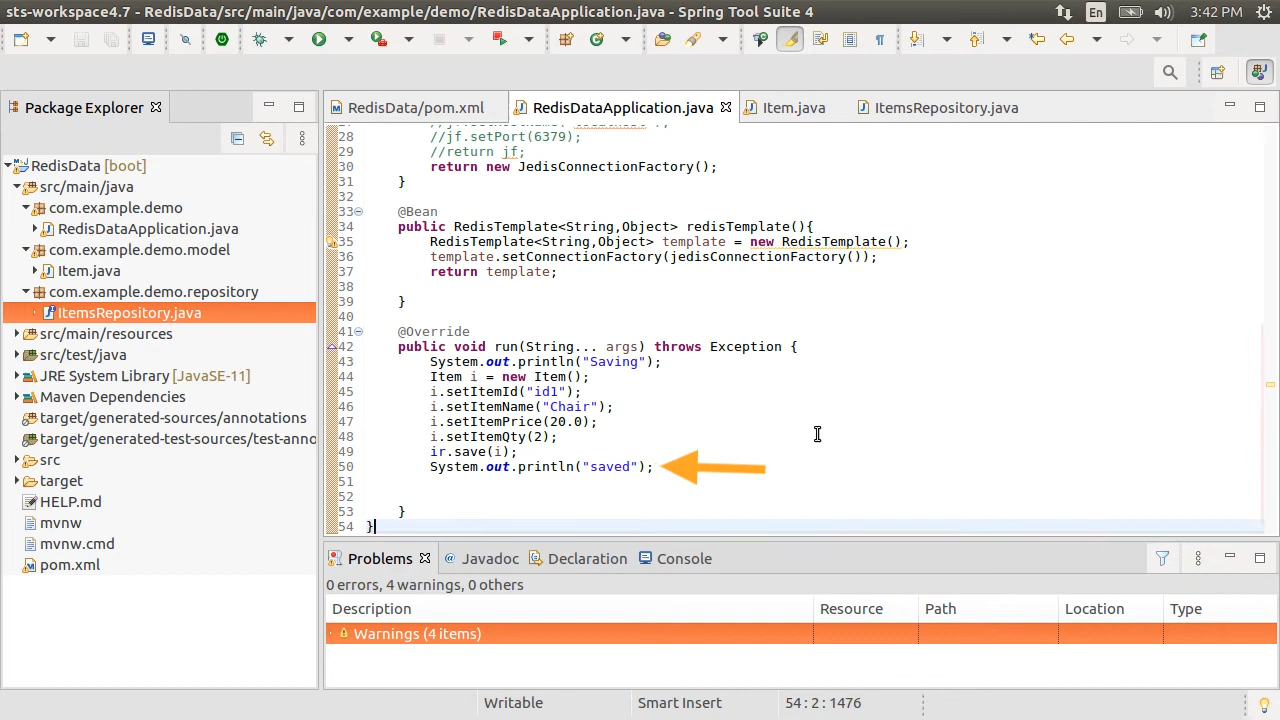 sts-workspace4.7 - RedisData/src/main/java/com/example/demo/RedisDataApplication.java - Spring Tool Suite 4
En
3:42 PM
Package Explorer
RedisData [boot]
src/main/java
com.example.demo
RedisDataApplication.java
com.example.demo.model
Item.java
com.example.demo.repository
ItemsRepository.java
src/main/resources
src/test/java
JRE System Library [JavaSE-11]
Maven Dependencies
target/generated-sources/annotations
target/generated-test-sources/test-anno
src
target
HELP.md
mvnw
mvnw.cmd
pom.xml
RedisData/pom.xml
RedisDataApplication.java
Item.java
ItemsRepository.java
28 //jf.setPort(6379);
29 //return jf;
30 return new JedisConnectionFactory();
31 }
32
33 @Bean
34 public RedisTemplate<String,Object> redisTemplate(){
35 RedisTemplate<String,Object> template = new RedisTemplate();
36 template.setConnectionFactory(jedisConnectionFactory());
37 return template;
38
39 }
40
41 @Override
42 public void run(String... args) throws Exception {
43 System.out.println("Saving");
44 Item i = new Item();
45 i.setItemId("id1");
46 i.setItemName("Chair");
47 i.setItemPrice(20.0);
48 i.setItemQty(2);
49 ir.save(i);
50 System.out.println("saved");
51
52
53 }
54 }
Problems
@ Javadoc
Declaration
Console
0 errors, 4 warnings, 0 others
Description Resource Path Location Type
Warnings (4 items)
Writable
Smart Insert
54 : 2 : 1476